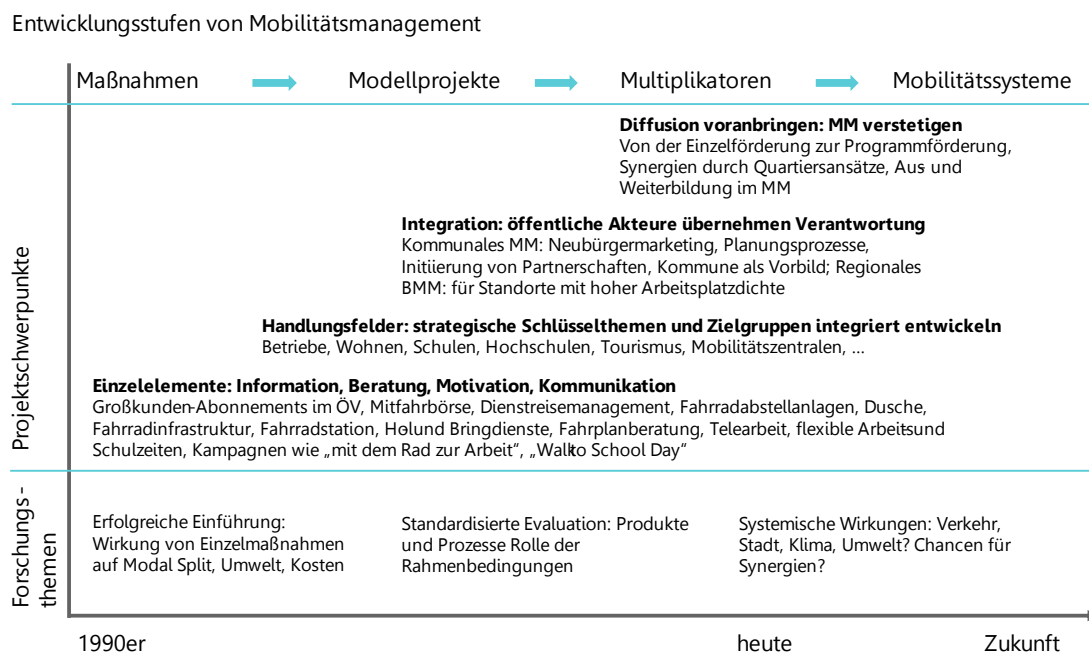 Entwicklungsstufen von Mobilitätsmanagement
Maßnahmen
Modellprojekte
Multiplikatoren
Mobilitätssysteme
Projektschwerpunkte
Diffusion voranbringen: MM verstetigen
Von der Einzelförderung zur Programmförderung,
Synergien durch Quartiersansätze, Aus- und
Weiterbildung im MM
Integration: öffentliche Akteure übernehmen Verantwortung
Kommunales MM: Neubürgermarketing, Planungsprozesse,
Initiierung von Partnerschaften, Kommune als Vorbild; Regionales
BMM: für Standorte mit hoher Arbeitsplatzdichte
Handlungsfelder: strategische Schlüsselthemen und Zielgruppen integriert entwickeln
Betriebe, Wohnen, Schulen, Hochschulen, Tourismus, Mobilitätszentralen, ...
Einzelelemente: Information, Beratung, Motivation, Kommunikation
Großkunden-Abonnements im ÖV, Mitfahrbörse, Dienstreisemanagement, Fahrradabstellanlagen, Dusche,
Fahrradinfrastruktur, Fahrradstation, Hol- und Bringdienste, Fahrplanberatung, Telearbeit, flexible Arbeits- und
Schulzeiten, Kampagnen wie „mit dem Rad zur Arbeit“, „Walk to School Day“
Forschungs-
themen
Erfolgreiche Einführung:
Wirkung von Einzelmaßnahmen
auf Modal Split, Umwelt, Kosten
Standardisierte Evaluation: Produkte
und Prozesse Rolle der
Rahmenbedingungen
Systemische Wirkungen: Verkehr,
Stadt, Klima, Umwelt? Chancen für
Synergien?
1990er
heute
Zukunft